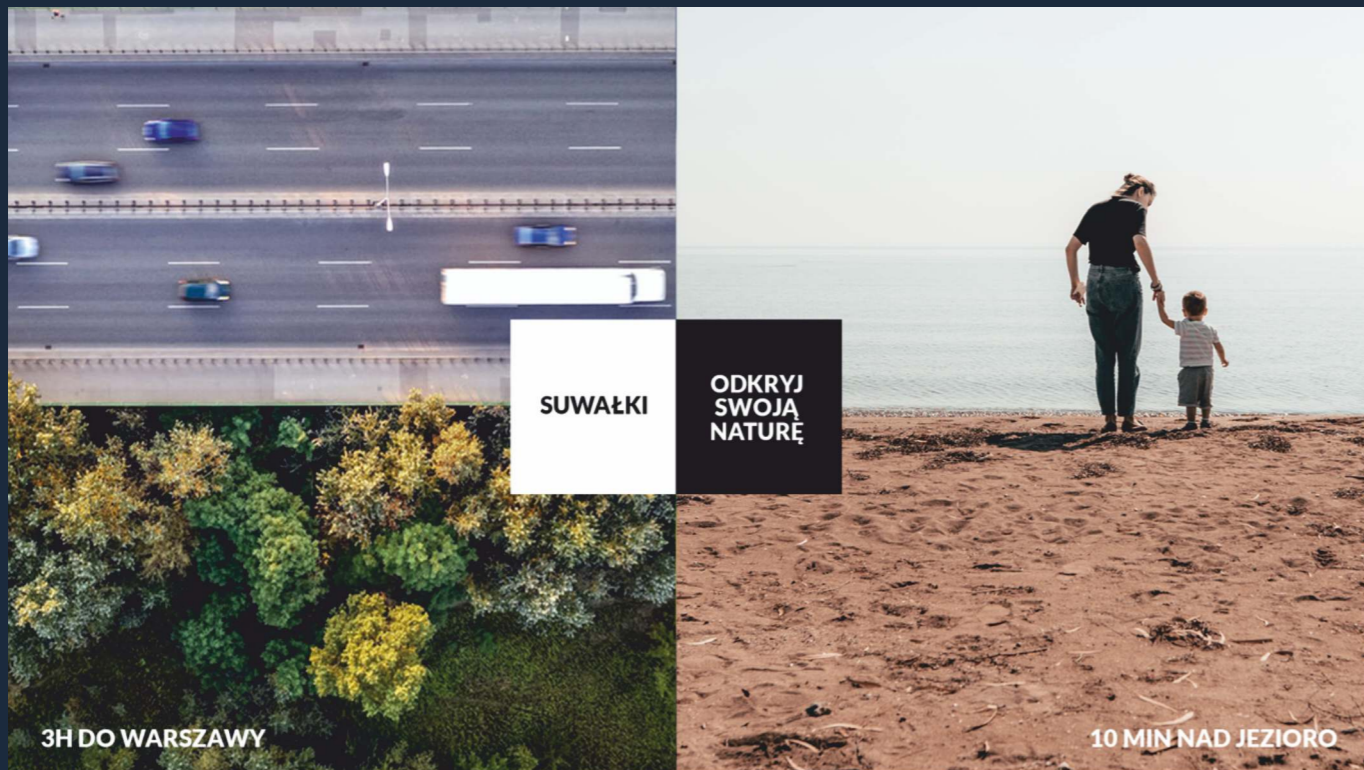 SUWAŁKI
ODKRYJ
SWOJĄ
NATURĘ
3H DO WARSZAWY
10 MIN NAD JEZIORO